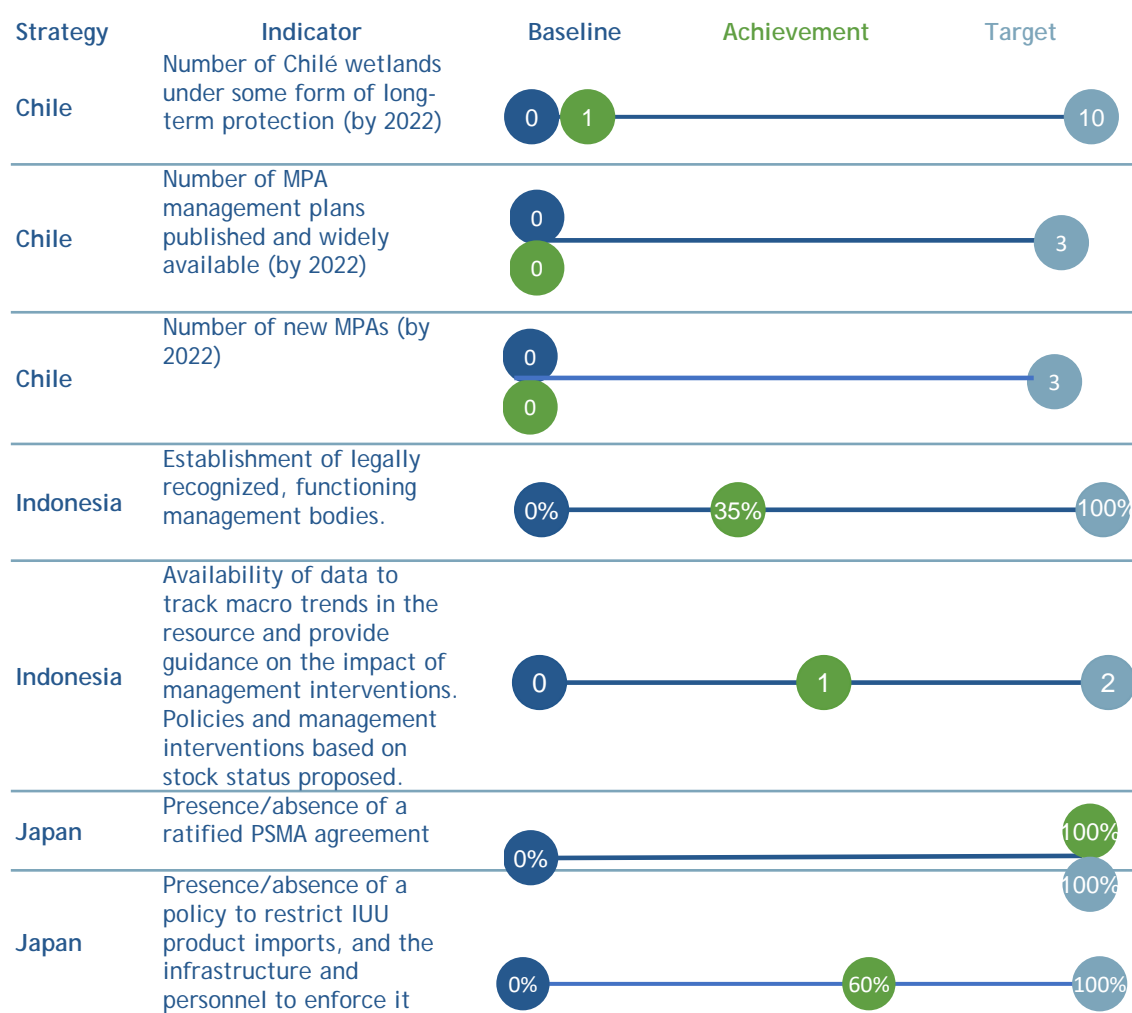 Strategy Indicator Baseline Achievement Target
Chile
Number of Chilé wetlands
under some form of long-
term protection (by 2022)
0 1 10
Chile
Number of MPA
management plans
published and widely
available (by 2022)
0
0
3
Chile
Number of new MPAs (by
2022)
0
0
3
Indonesia
Establishment of legally
recognized, functioning
management bodies.
0% 35% 100%
Indonesia
Availability of data to
track macro trends in the
resource and provide
guidance on the impact of
management interventions.
Policies and management
interventions based on
stock status proposed.
0 1 2
Japan
Presence/absence of a
ratified PSMA agreement
0%
100%
100%
Japan
Presence/absence of a
policy to restrict IUU
product imports, and the
infrastructure and
personnel to enforce it
0% 60% 100%